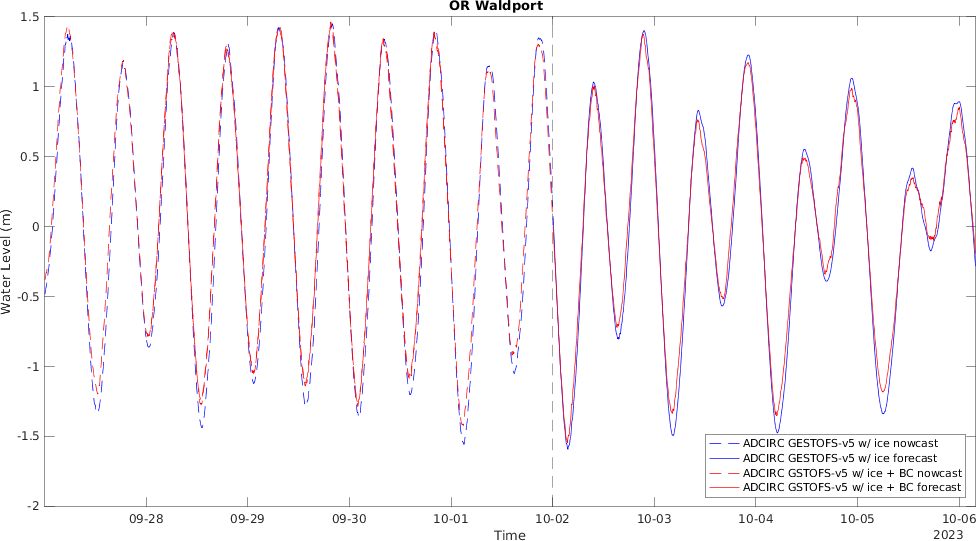 OR Waldport
1.5
1
0.5
0
-0.5
-1
-1.5
-2
Water Level (m)
ADCIRC GESTOFS-v5 w/ ice nowcast
ADCIRC GESTOFS-v5 w/ ice forecast
ADCIRC GSTOFS-v5 w/ ice + BC nowcast
ADCIRC GSTOFS-v5 w/ ice + BC forecast
09-28 09-29 09-30 10-01 10-02 10-03 10-04 10-05 10-06
Time 2023